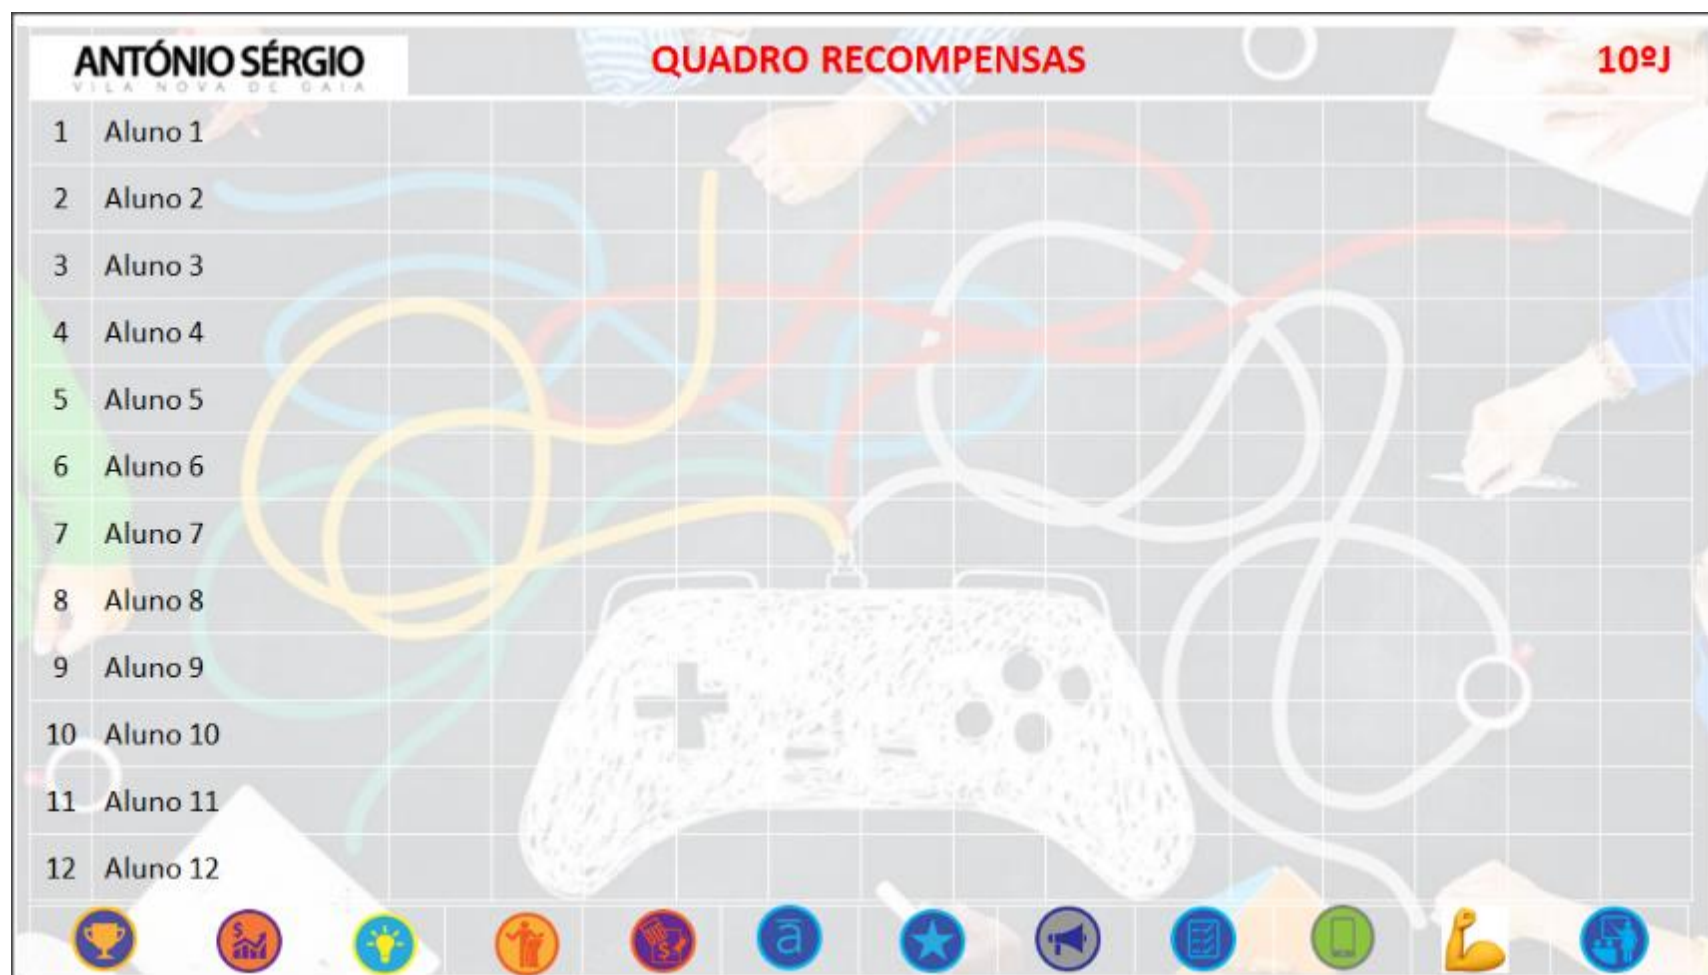 ANTÓNIO SÉRGIO QUADRO RECOMPENSAS 10ºJ
VILA NOVA DE GAIA
1 Aluno 1
2 Aluno 2
3 Aluno 3
4 Aluno 4
5 Aluno 5
6 Aluno 6
7 Aluno 7
8 Aluno 8
9 Aluno 9
10 Aluno 10
11 Aluno 11
12 Aluno 12
$ $ a